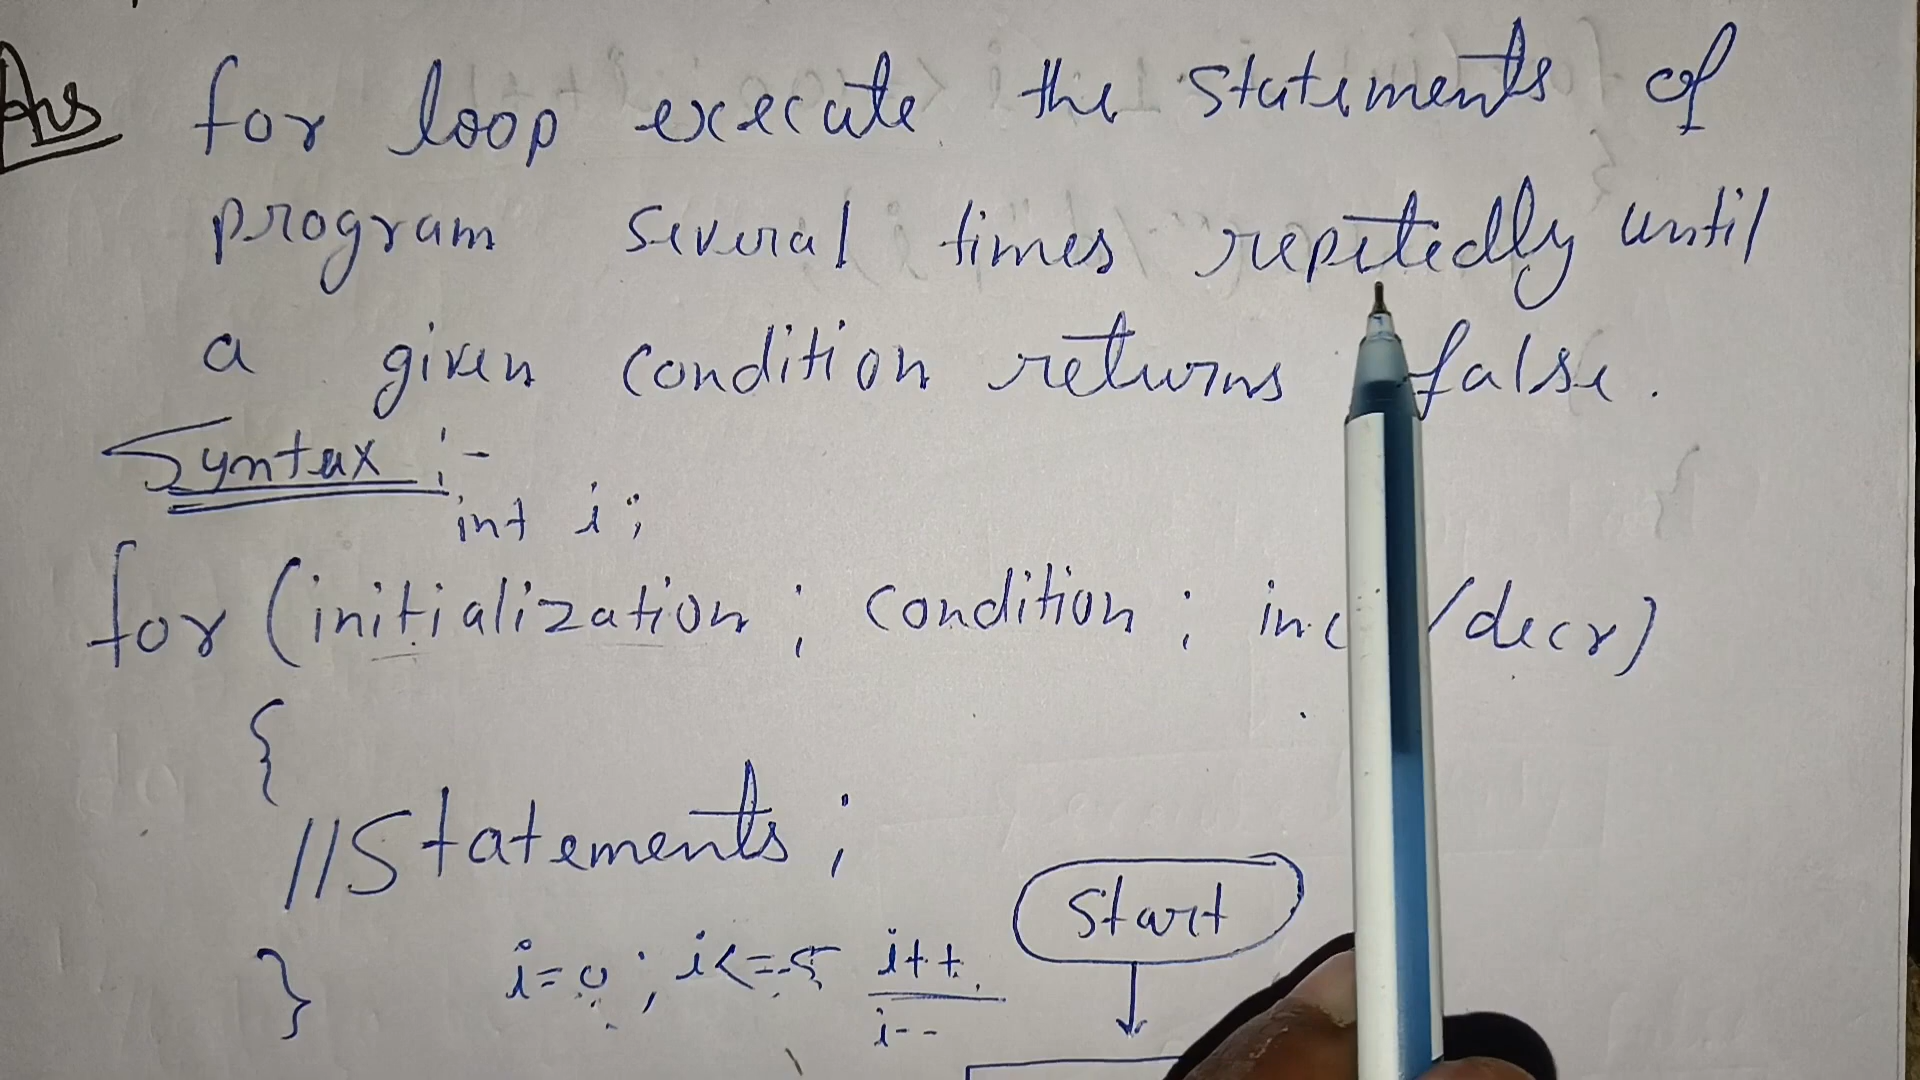 Ans for loop execute the statements of
program several times repetedly until
a given condition returns false.
Syntax :-
int i;
for (initialization ; condition ; inc /decr)
{
//Statements;
}
i=0 ; i<=5 i++
i--
Start